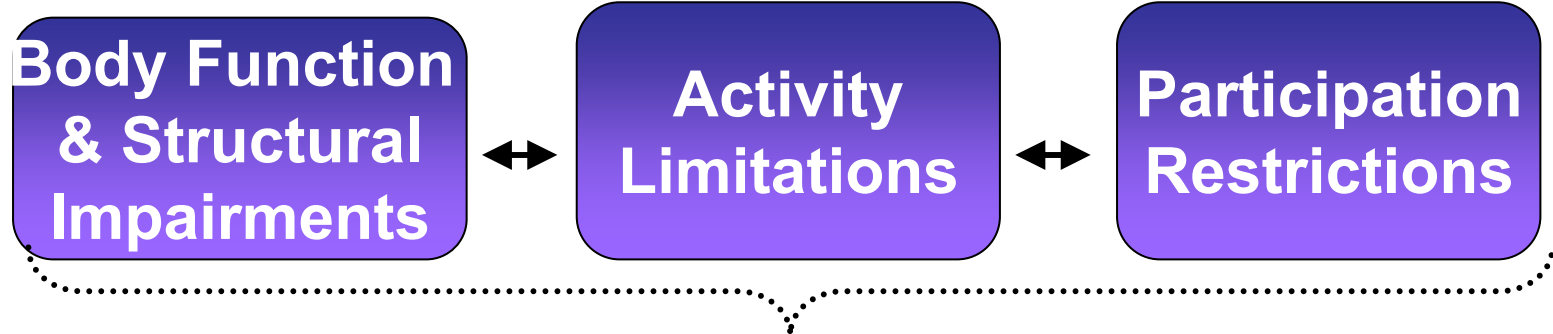 Body Function
& Structural
Impairments
Activity
Limitations
Participation
Restrictions